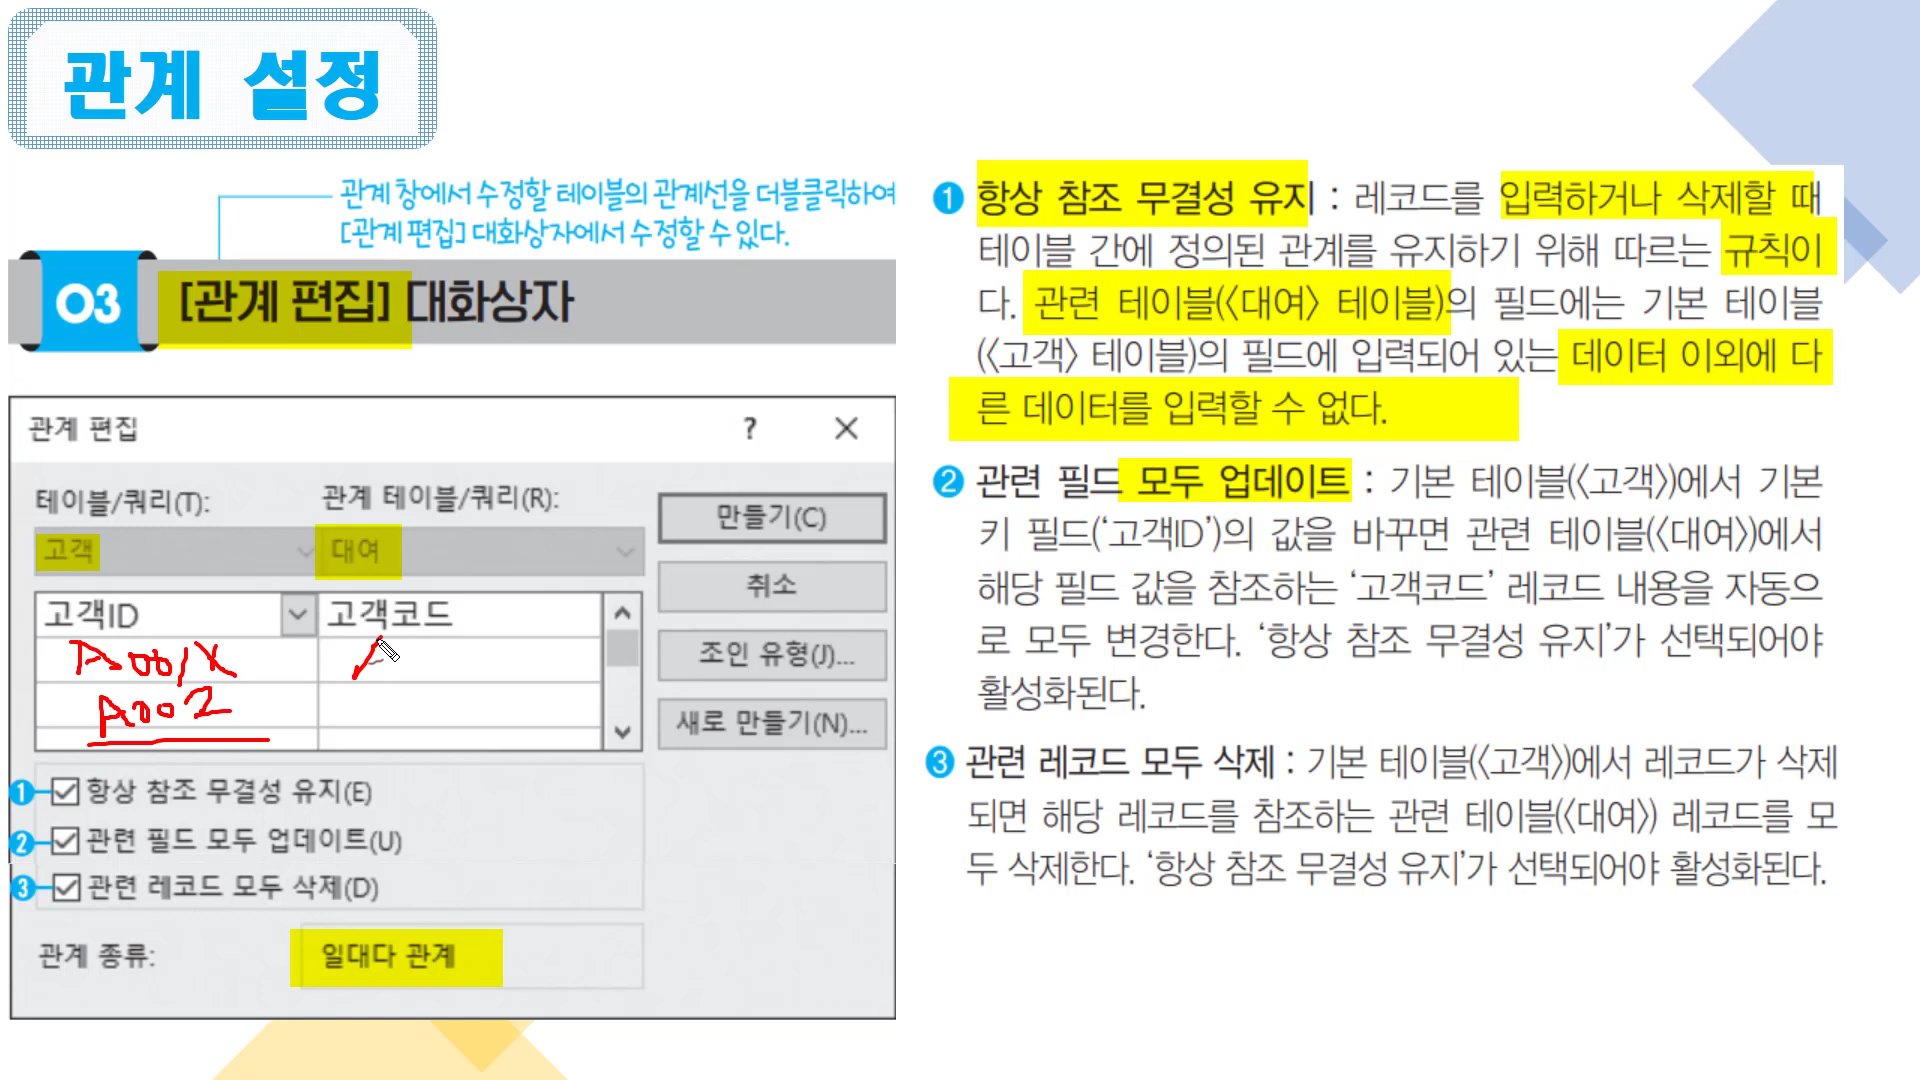 관계 설정
관계 창에서 수정할 테이블의 관계선을 더블클릭하여
[관계 편집] 대화상자에서 수정할 수 있다.
03 [관계 편집] 대화상자
관계 편집 ? ×
테이블/쿼리(T): 관계 테이블/쿼리(R):
고객 대여
고객ID 고객코드
A001
A002
만들기(C)
취소
조인 유형(J)...
새로 만들기(N)...
1 항상 참조 무결성 유지(E)
2 관련 필드 모두 업데이트(U)
3 관련 레코드 모두 삭제(D)
관계 종류: 일대다 관계
1 항상 참조 무결성 유지 : 레코드를 입력하거나 삭제할 때
테이블 간에 정의된 관계를 유지하기 위해 따르는 규칙이
다. 관련 테이블(〈대여〉 테이블)의 필드에는 기본 테이블
(〈고객〉 테이블)의 필드에 입력되어 있는 데이터 이외에 다
른 데이터를 입력할 수 없다.
2 관련 필드 모두 업데이트 : 기본 테이블(〈고객〉)에서 기본
키 필드(‘고객ID’)의 값을 바꾸면 관련 테이블(〈대여〉)에서
해당 필드 값을 참조하는 ‘고객코드’ 레코드 내용을 자동으
로 모두 변경한다. ‘항상 참조 무결성 유지’가 선택되어야
활성화된다.
3 관련 레코드 모두 삭제 : 기본 테이블(〈고객〉)에서 레코드가 삭제
되면 해당 레코드를 참조하는 관련 테이블(〈대여〉) 레코드를 모
두 삭제한다. ‘항상 참조 무결성 유지’가 선택되어야 활성화된다.